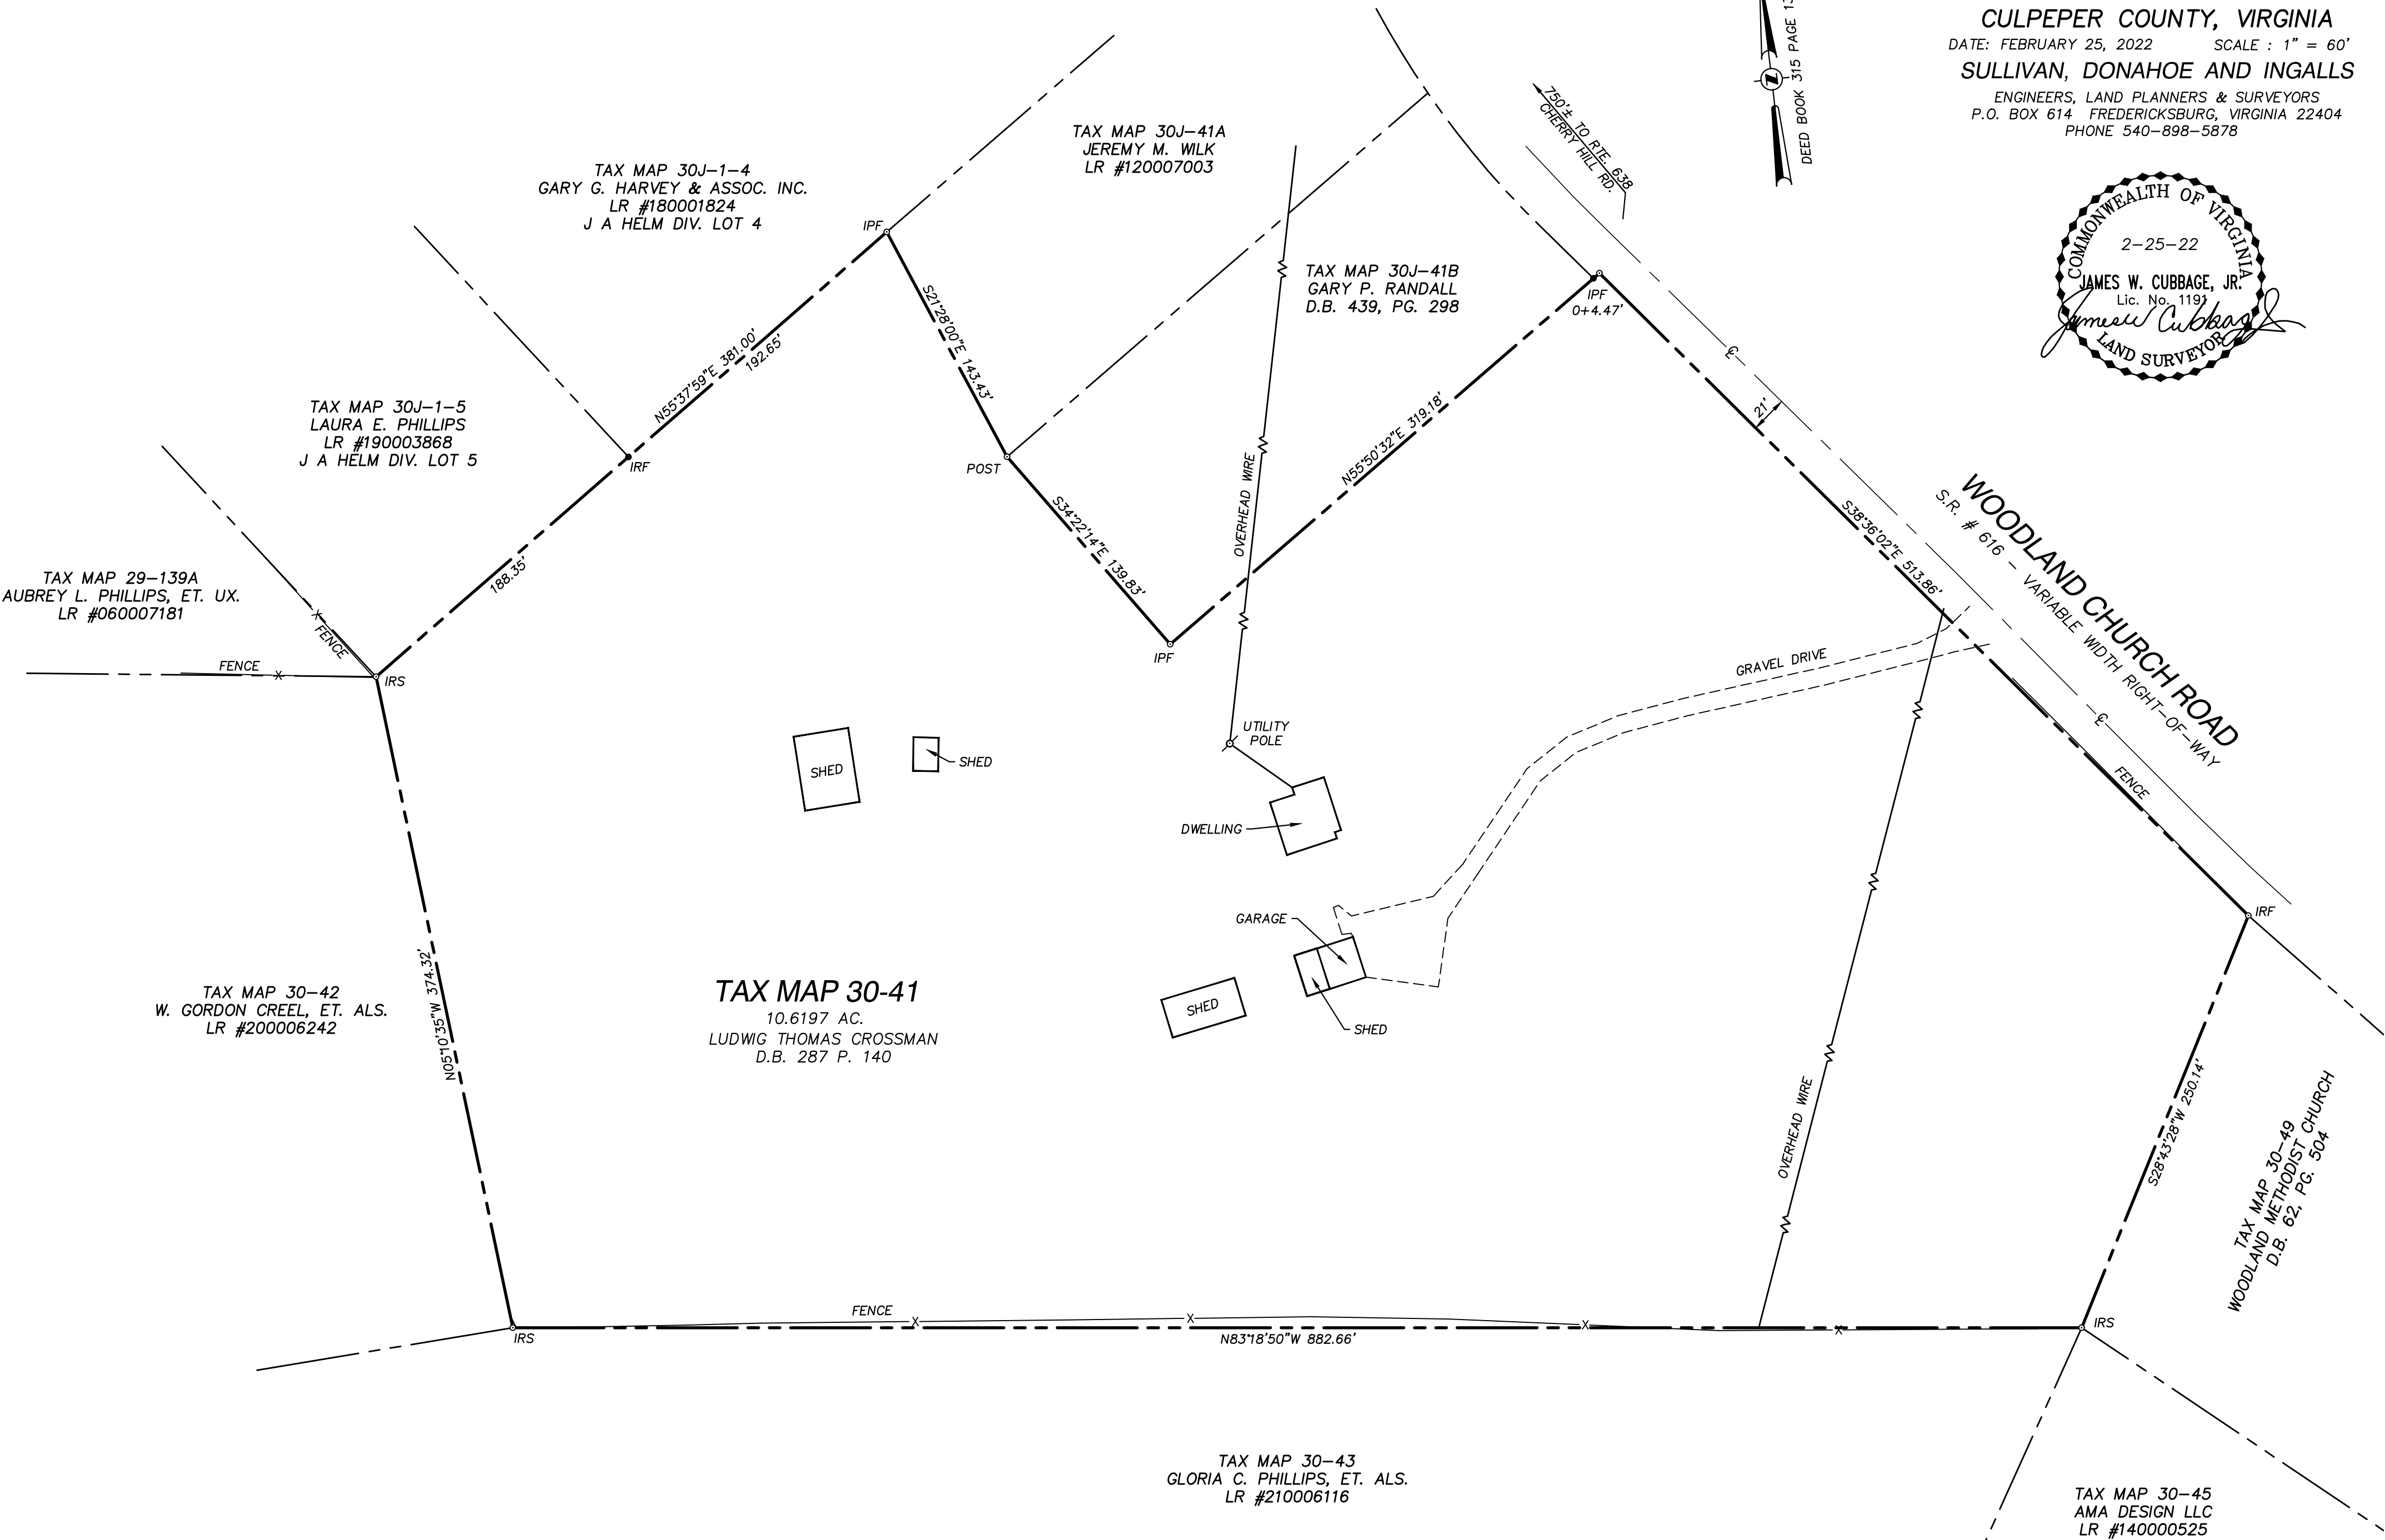 CULPEPER COUNTY, VIRGINIA
DATE: FEBRUARY 25, 2022 SCALE : 1" = 60'
SULLIVAN, DONAHOE AND INGALLS
ENGINEERS, LAND PLANNERS & SURVEYORS
P.O. BOX 614 FREDERICKSBURG, VIRGINIA 22404
PHONE 540-898-5878
COMMONWEALTH OF VIRGINIA
2-25-22
JAMES W. CUBBAGE, JR.
Lic. No. 1191
James W Cubbage Jr
LAND SURVEYOR
DEED BOOK 315 PAGE
750'± TO RTE. 638
CHERRY HILL RD.
TAX MAP 30J-41A
JEREMY M. WILK
LR #120007003
TAX MAP 30J-1-4
GARY G. HARVEY & ASSOC. INC.
LR #180001824
J A HELM DIV. LOT 4
IPF
TAX MAP 30J-41B
GARY P. RANDALL
D.B. 439, PG. 298
IPF
0+4.47'
S21°28'00"E 143.43'
N55°37'59"E 381.00'
192.65'
℄
21'
TAX MAP 30J-1-5
LAURA E. PHILLIPS
LR #190003868
J A HELM DIV. LOT 5
IRF
POST
N55°50'32"E 319.18'
OVERHEAD WIRE
S34°22'14"E 139.83'
S38°36'02"E 513.86'
WOODLAND CHURCH ROAD
S.R. # 616 - VARIABLE WIDTH RIGHT-OF-WAY
188.35'
TAX MAP 29-139A
AUBREY L. PHILLIPS, ET. UX.
LR #060007181
X
FENCE
FENCE
X
IRS
IPF
GRAVEL DRIVE
UTILITY
POLE
℄
SHED
SHED
FENCE
DWELLING
GARAGE
IRF
TAX MAP 30-42
W. GORDON CREEL, ET. ALS.
LR #200006242
N05°10'35"W 374.32'
TAX MAP 30-41
10.6197 AC.
LUDWIG THOMAS CROSSMAN
D.B. 287 P. 140
SHED
SHED
OVERHEAD WIRE
S28°43'28"W 250.14'
TAX MAP 30-49
WOODLAND METHODIST CHURCH
D.B. 62, PG. 504
FENCE
X
X
X
X
IRS
IRS
N83°18'50"W 882.66'
TAX MAP 30-43
GLORIA C. PHILLIPS, ET. ALS.
LR #210006116
TAX MAP 30-45
AMA DESIGN LLC
LR #140000525